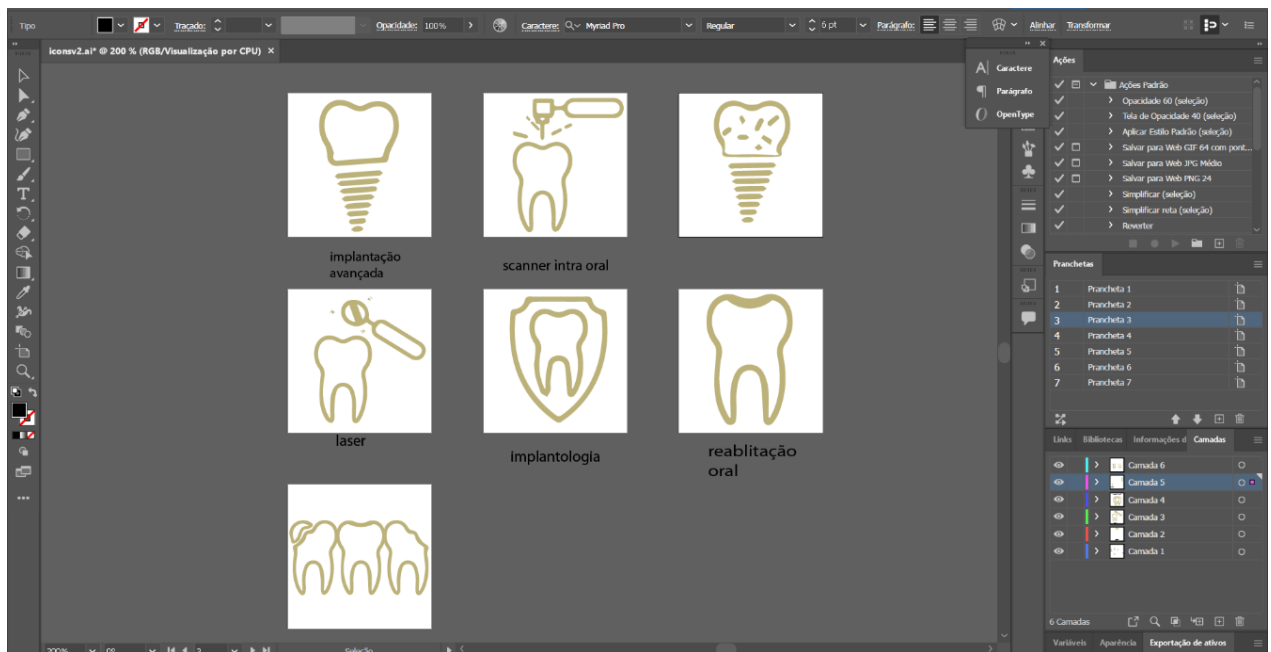 Tipo
Traçado:
Opacidade: 100%
Caractere: Myriad Pro
Regular
6 pt
Parágrafo:
Alinhar
Transformar
iconsv2.ai* @ 200 % (RGB/Visualização por CPU) ×
Caractere
Parágrafo
OpenType
Ações
Ações Padrão
Opacidade 60 (seleção)
Tela de Opacidade 40 (seleção)
Aplicar Estilo Padrão (seleção)
Salvar para Web GIF 64 com pont...
Salvar para Web JPG Médio
Salvar para Web PNG 24
Simplificar (seleção)
Simplificar reta (seleção)
Reverter
implantação
avançada
scanner intra oral
laser
implantologia
reablitação
oral
Pranchetas
1 Prancheta 1
2 Prancheta 2
3 Prancheta 3
4 Prancheta 4
5 Prancheta 5
6 Prancheta 6
7 Prancheta 7
Links
Bibliotecas
Informações d
Camadas
Camada 6
Camada 5
Camada 4
Camada 3
Camada 2
Camada 1
6 Camadas
Variáveis
Aparência
Exportação de ativos
200%
0°
3
Seleção